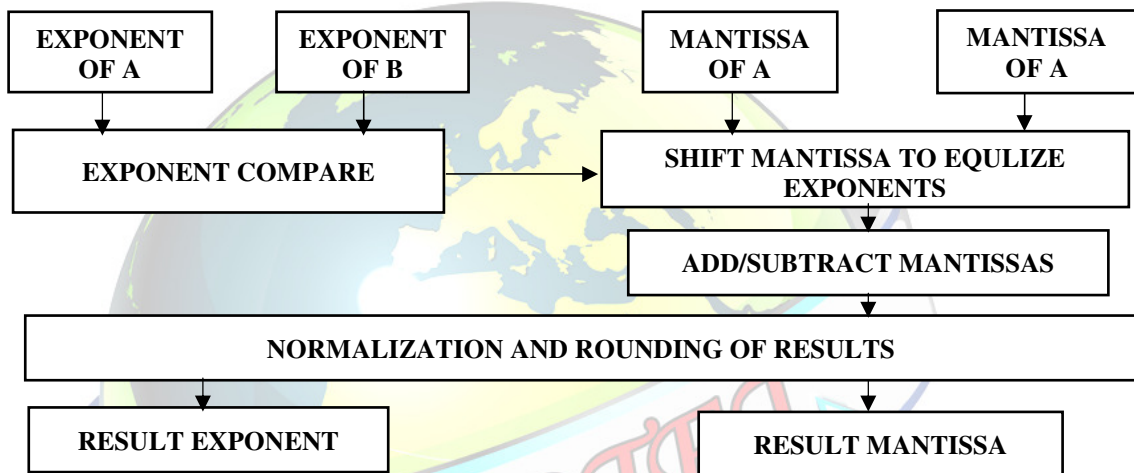 EXPONENT
OF A
EXPONENT
OF B
MANTISSA
OF A
MANTISSA
OF A
EXPONENT COMPARE
SHIFT MANTISSA TO EQULIZE
EXPONENTS
ADD/SUBTRACT MANTISSAS
NORMALIZATION AND ROUNDING OF RESULTS
RESULT EXPONENT
RESULT MANTISSA